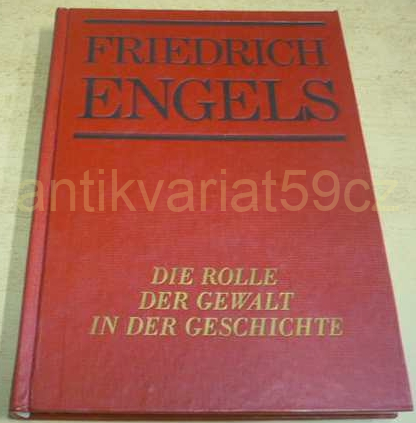 FRIEDRICH
ENGELS
antikvariat59cz
DIE ROLLE
DER GEWALT
IN DER GESCHICHTE